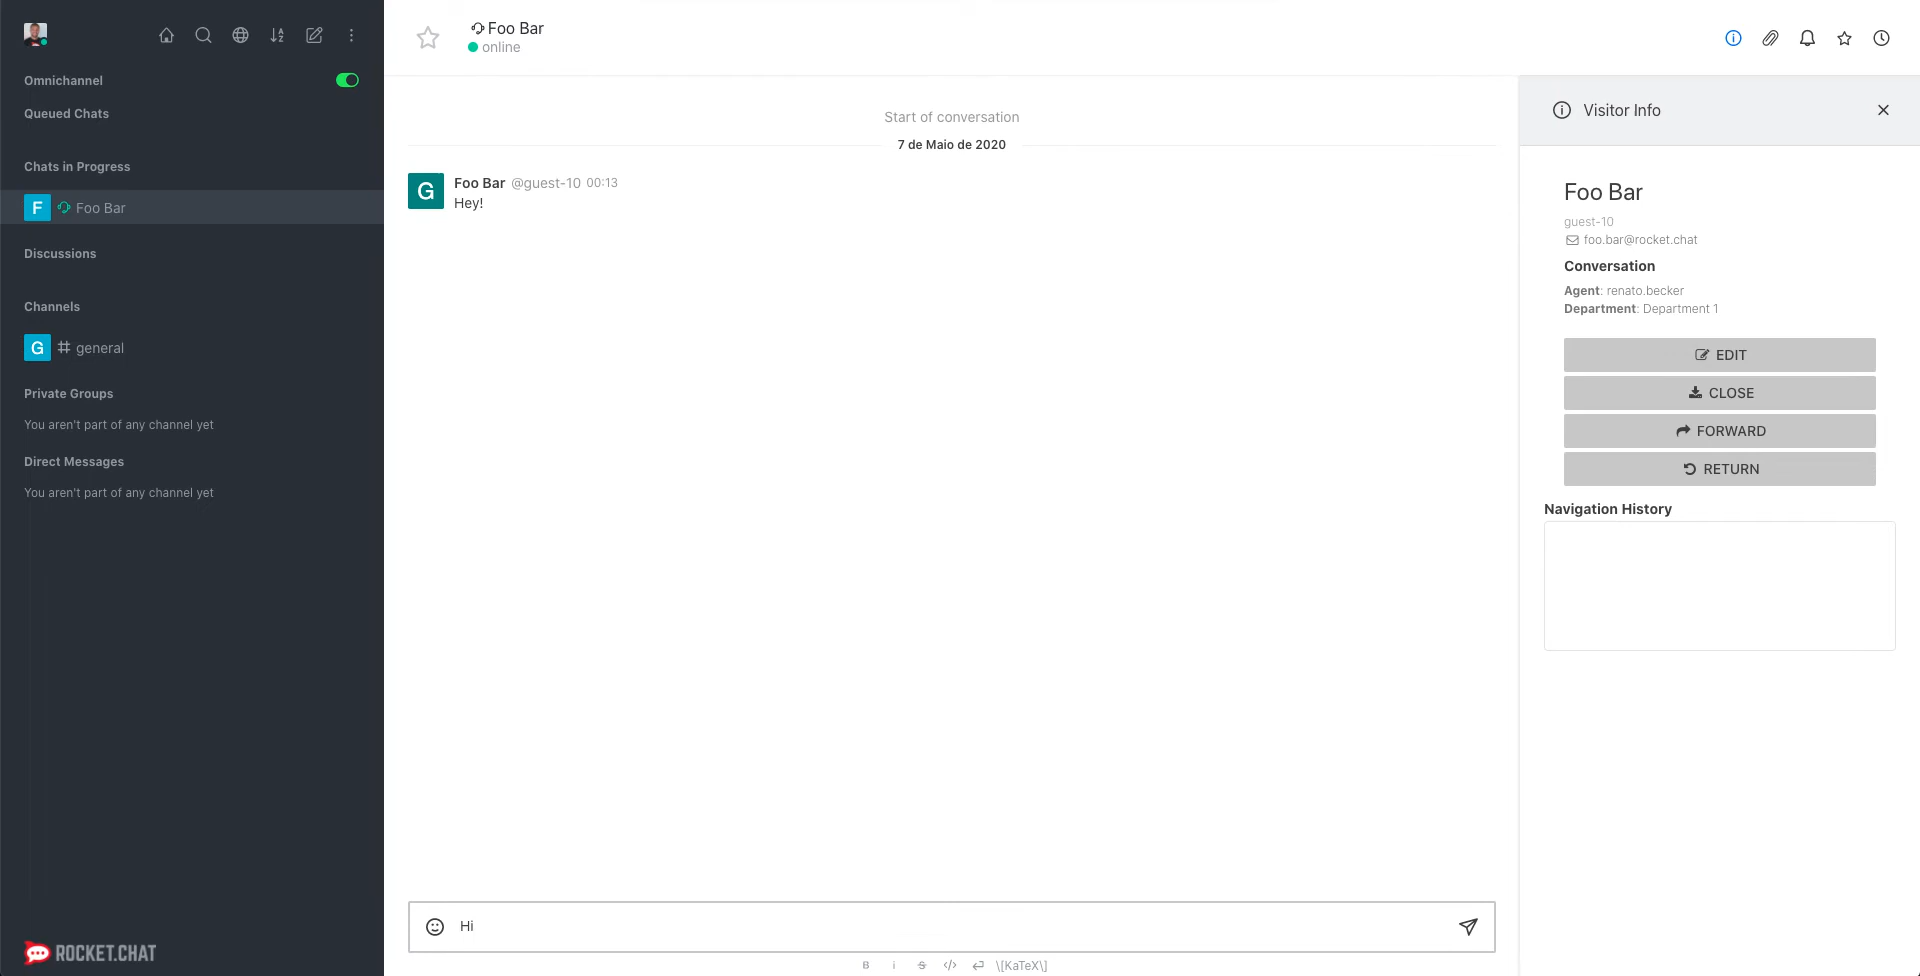 Omnichannel
Queued Chats
Chats in Progress
F Foo Bar
Discussions
Channels
G # general
Private Groups
You aren't part of any channel yet
Direct Messages
You aren't part of any channel yet
ROCKET.CHAT
Foo Bar
online
Start of conversation
7 de Maio de 2020
G Foo Bar @guest-10 00:13
Hey!
Hi
B i S </> \[KaTeX\]
Visitor Info
Foo Bar
guest-10
foo.bar@rocket.chat
Conversation
Agent: renato.becker
Department: Department 1
EDIT
CLOSE
FORWARD
RETURN
Navigation History